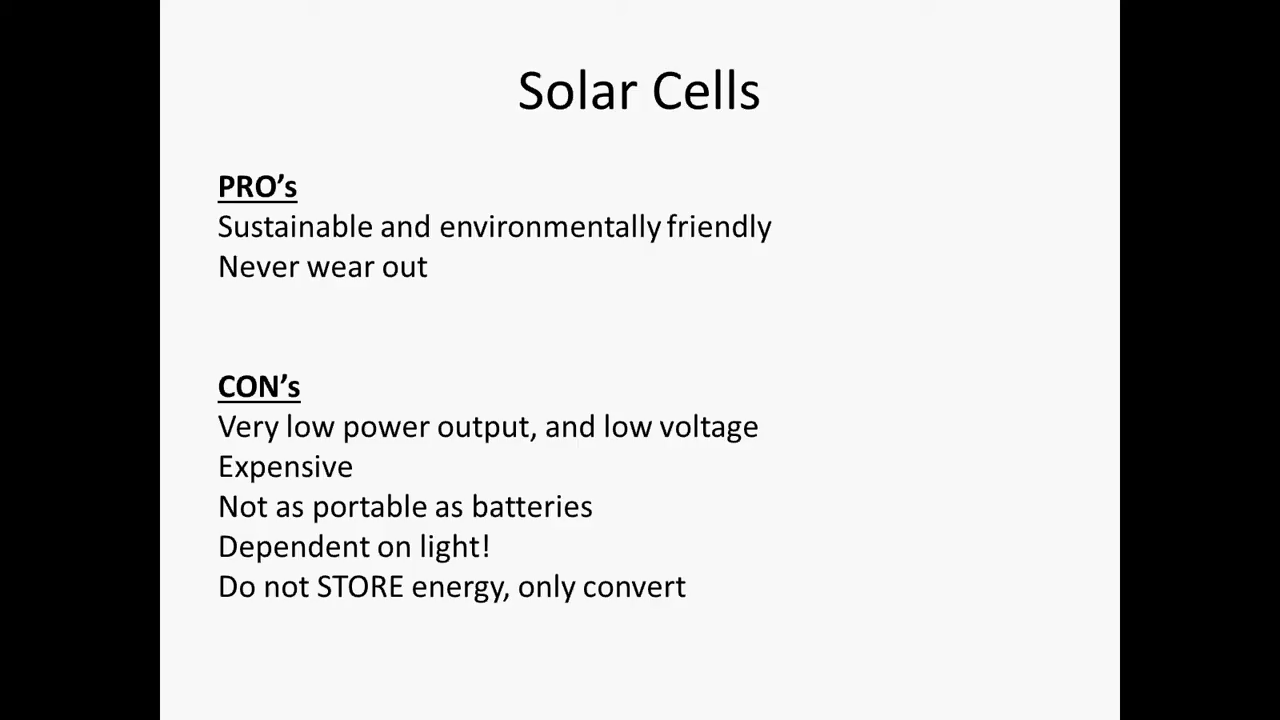 Solar Cells
PRO’s
Sustainable and environmentally friendly
Never wear out
CON’s
Very low power output, and low voltage
Expensive
Not as portable as batteries
Dependent on light!
Do not STORE energy, only convert